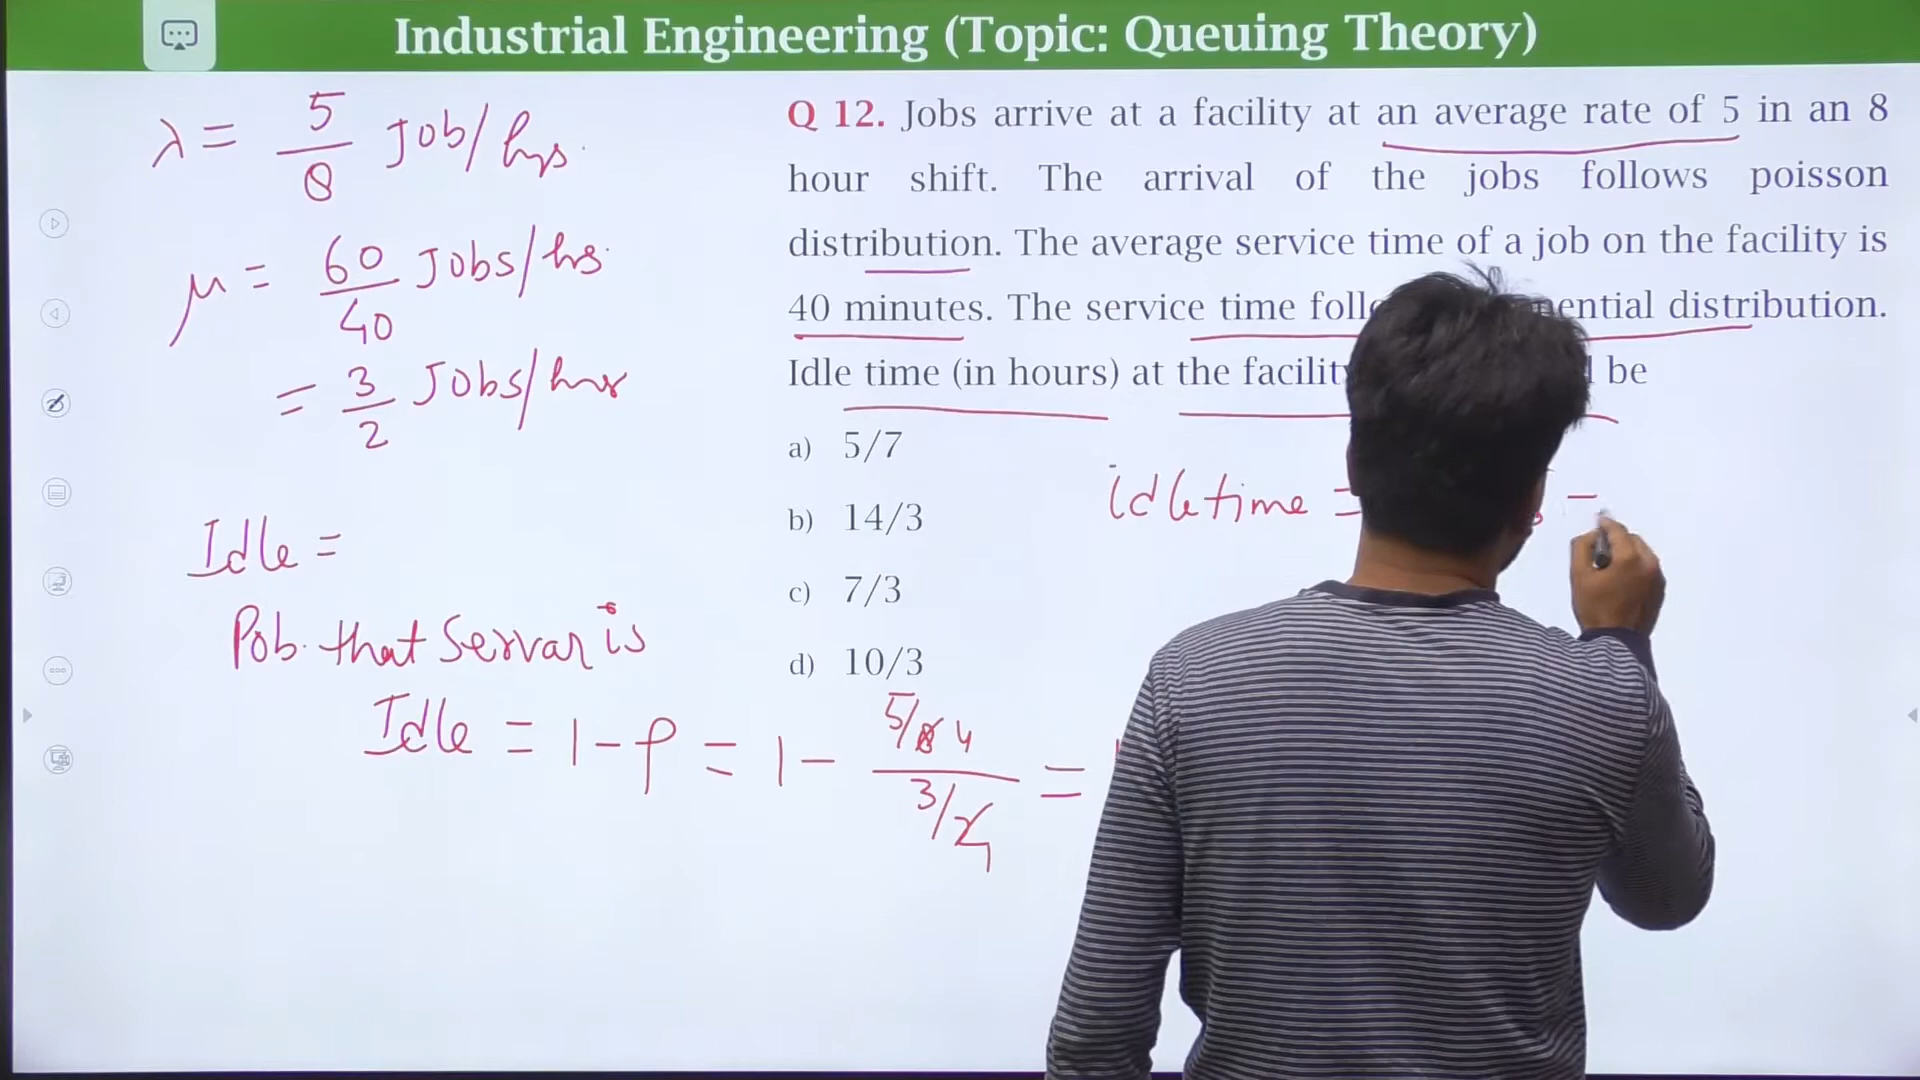 Industrial Engineering (Topic: Queuing Theory)
λ = 5/8 Job/hrs.
μ = 60/40 Jobs/hrs.
= 3/2 Jobs/hrs
Idle =
Pob. that Servar is
Idle = 1 - ρ = 1 - 5/8 4 / 3/2 1 =
Q 12. Jobs arrive at a facility at an average rate of 5 in an 8
hour shift. The arrival of the jobs follows poisson
distribution. The average service time of a job on the facility is
40 minutes. The service time distribution.
Idle time (in hours) at the be
a) 5/7
b) 14/3
c) 7/3
d) 10/3
idle time = -